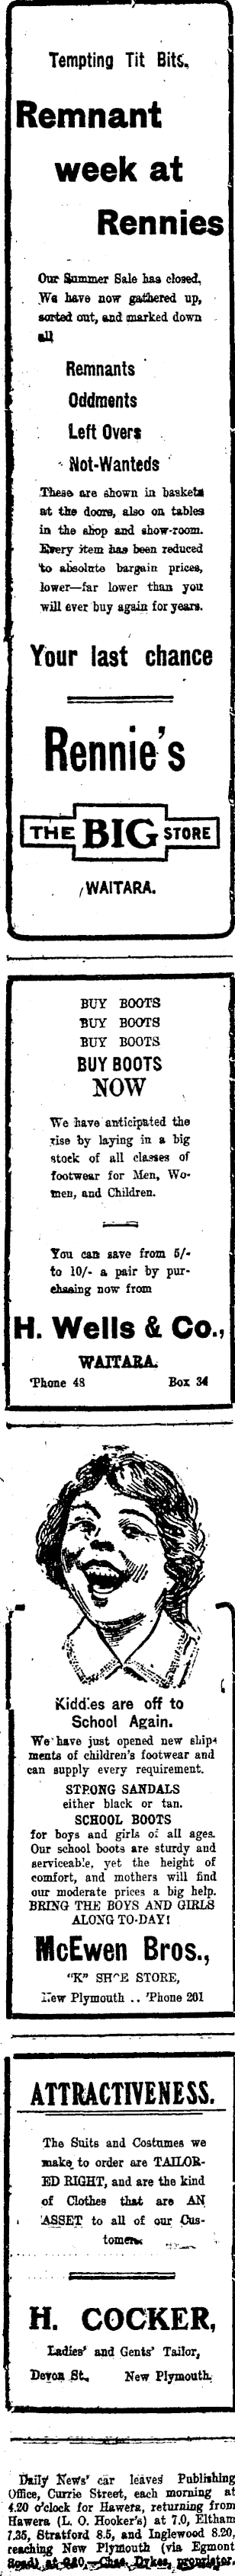 Tempting Tit Bits.
Remnant
week at
Rennies
Our Summer Sale has closed,
We have now gathered up,
sorted out, and marked down
all
Remnants
Oddments
Left Overs
Not-Wanteds
These are shown in baskets
at the doors, also on tables
in the shop and show-room.
Every item has been reduced
to absolute bargain prices,
lower—far lower than you
will ever buy again for years.
Your last chance
Rennie's
THE BIG STORE
WAITARA.
BUY BOOTS
BUY BOOTS
BUY BOOTS
BUY BOOTS
NOW
We have anticipated the
rise by laying in a big
stock of all classes of
footwear for Men, Wo-
men, and Children.
You can save from 5/-
to 10/- a pair by pur-
chasing now from
H. Wells & Co.,
WAITARA.
'Phone 48 Box 34
Kiddies are off to
School Again.
We have just opened new ship-
ments of children's footwear and
can supply every requirement.
STRONG SANDALS
either black or tan.
SCHOOL BOOTS
for boys and girls of all ages.
Our school boots are sturdy and
serviceable, yet the height of
comfort, and mothers will find
our moderate prices a big help.
BRING THE BOYS AND GIRLS
ALONG TO-DAY!
McEwen Bros.,
"K" SHOE STORE,
New Plymouth .. 'Phone 201
ATTRACTIVENESS.
The Suits and Costumes we
make to order are TAILOR-
ED RIGHT, and are the kind
of Clothes that are AN
ASSET to all of our Cus-
tomers.
H. COCKER,
Ladies' and Gents' Tailor,
Devon St., New Plymouth.
Daily News' car leaves Publishing
Office, Currie Street, each morning at
4.20 o'clock for Hawera, returning from
Hawera (L. O. Hooker's) at 7.0, Eltham
7.35, Stratford 8.5, and Inglewood 8.20,
reaching New Plymouth (via Egmont
Road) at —Chas. Dykes, proprietor.